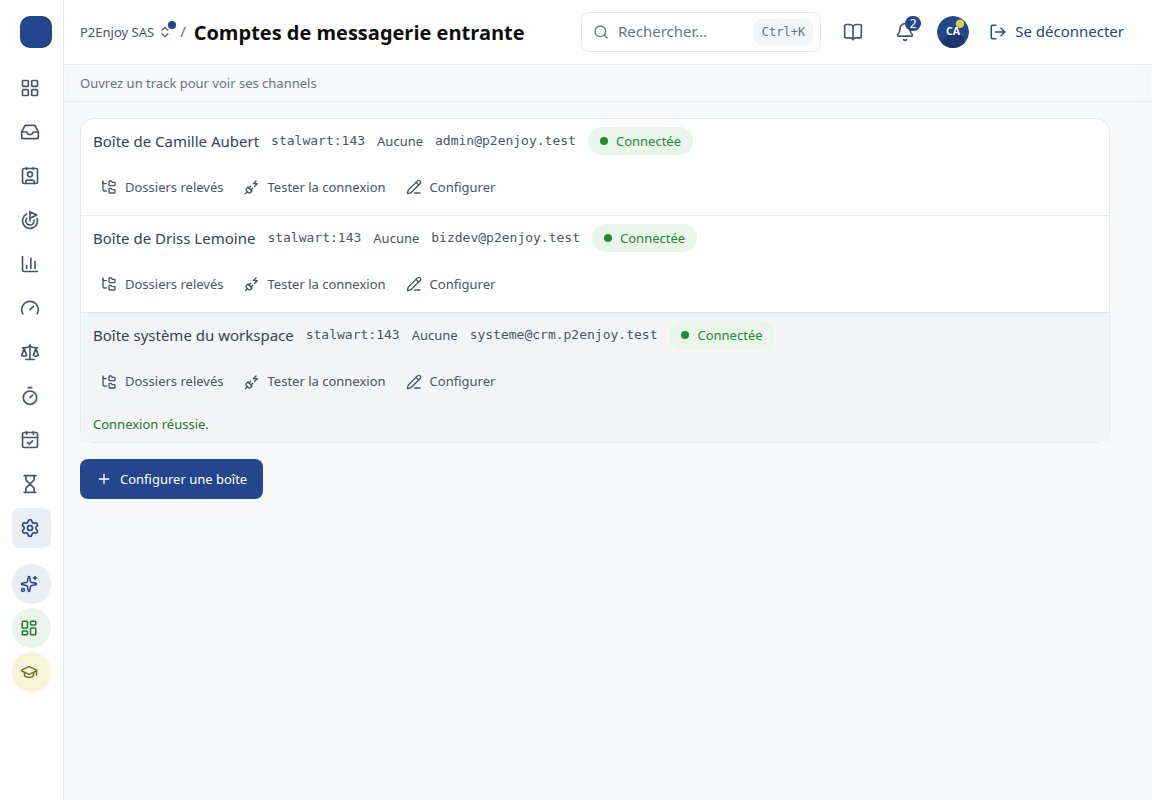 P2Enjoy SAS / Comptes de messagerie entrante Rechercher... Ctrl+K 2 CA Se déconnecter
Ouvrez un track pour voir ses channels
Boîte de Camille Aubert stalwart:143 Aucune admin@p2enjoy.test Connectée
Dossiers relevés Tester la connexion Configurer
Boîte de Driss Lemoine stalwart:143 Aucune bizdev@p2enjoy.test Connectée
Dossiers relevés Tester la connexion Configurer
Boîte système du workspace stalwart:143 Aucune systeme@crm.p2enjoy.test Connectée
Dossiers relevés Tester la connexion Configurer
Connexion réussie.
Configurer une boîte